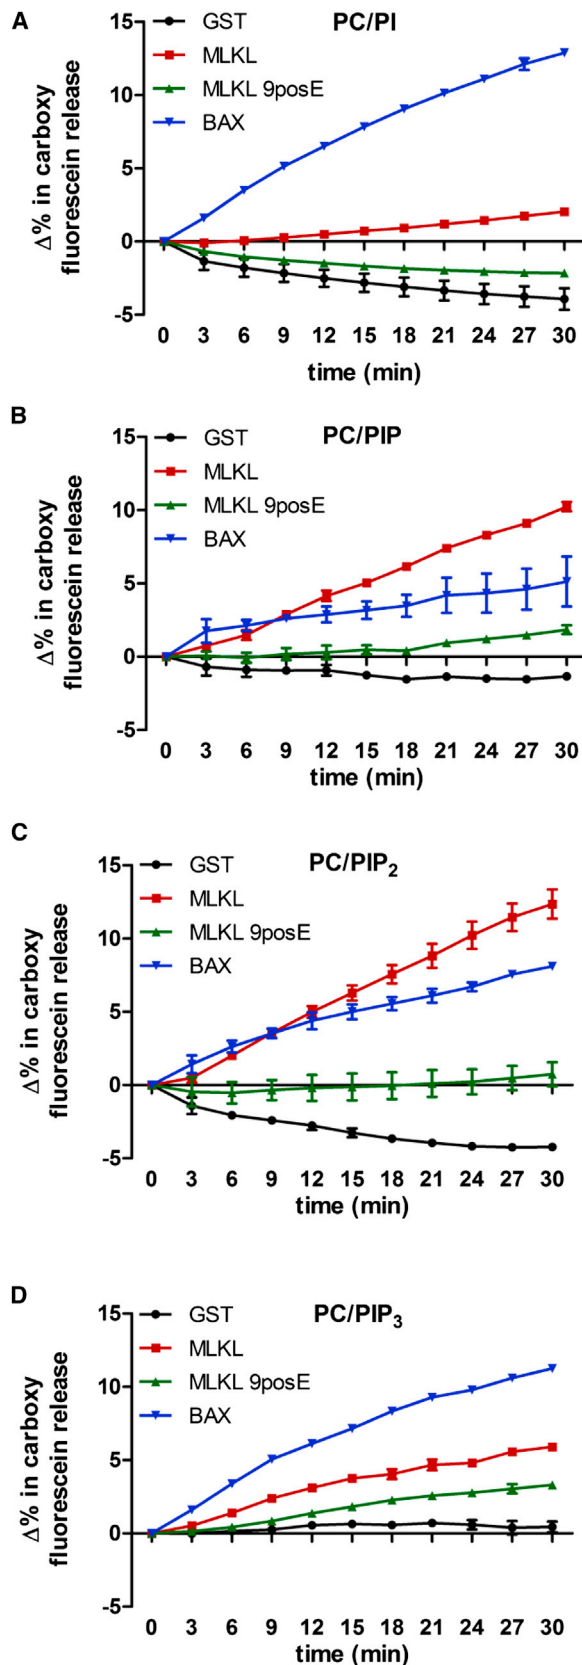 A
PC/PI
GST
MLKL
MLKL 9posE
BAX
Δ% in carboxy
fluorescein release
15
10
5
0
-5
0 3 6 9 12 15 18 21 24 27 30
time (min)
B
PC/PIP
GST
MLKL
MLKL 9posE
BAX
Δ% in carboxy
fluorescein release
15
10
5
0
-5
0 3 6 9 12 15 18 21 24 27 30
time (min)
C
PC/PIP₂
GST
MLKL
MLKL 9posE
BAX
Δ% in carboxy
fluorescein release
15
10
5
0
-5
0 3 6 9 12 15 18 21 24 27 30
time (min)
D
PC/PIP₃
GST
MLKL
MLKL 9posE
BAX
Δ% in carboxy
fluorescein release
15
10
5
0
-5
0 3 6 9 12 15 18 21 24 27 30
time (min)